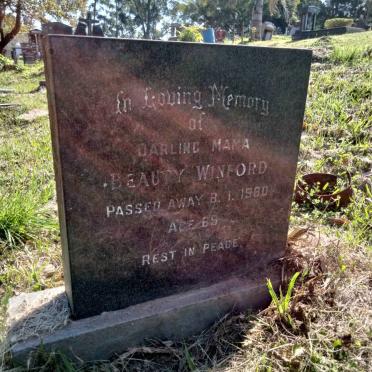 In Loving Memory
of
DARLING MAMA
BEAUTY WINFORD
PASSED AWAY 8. 1. 1980
AGE 69
REST IN PEACE